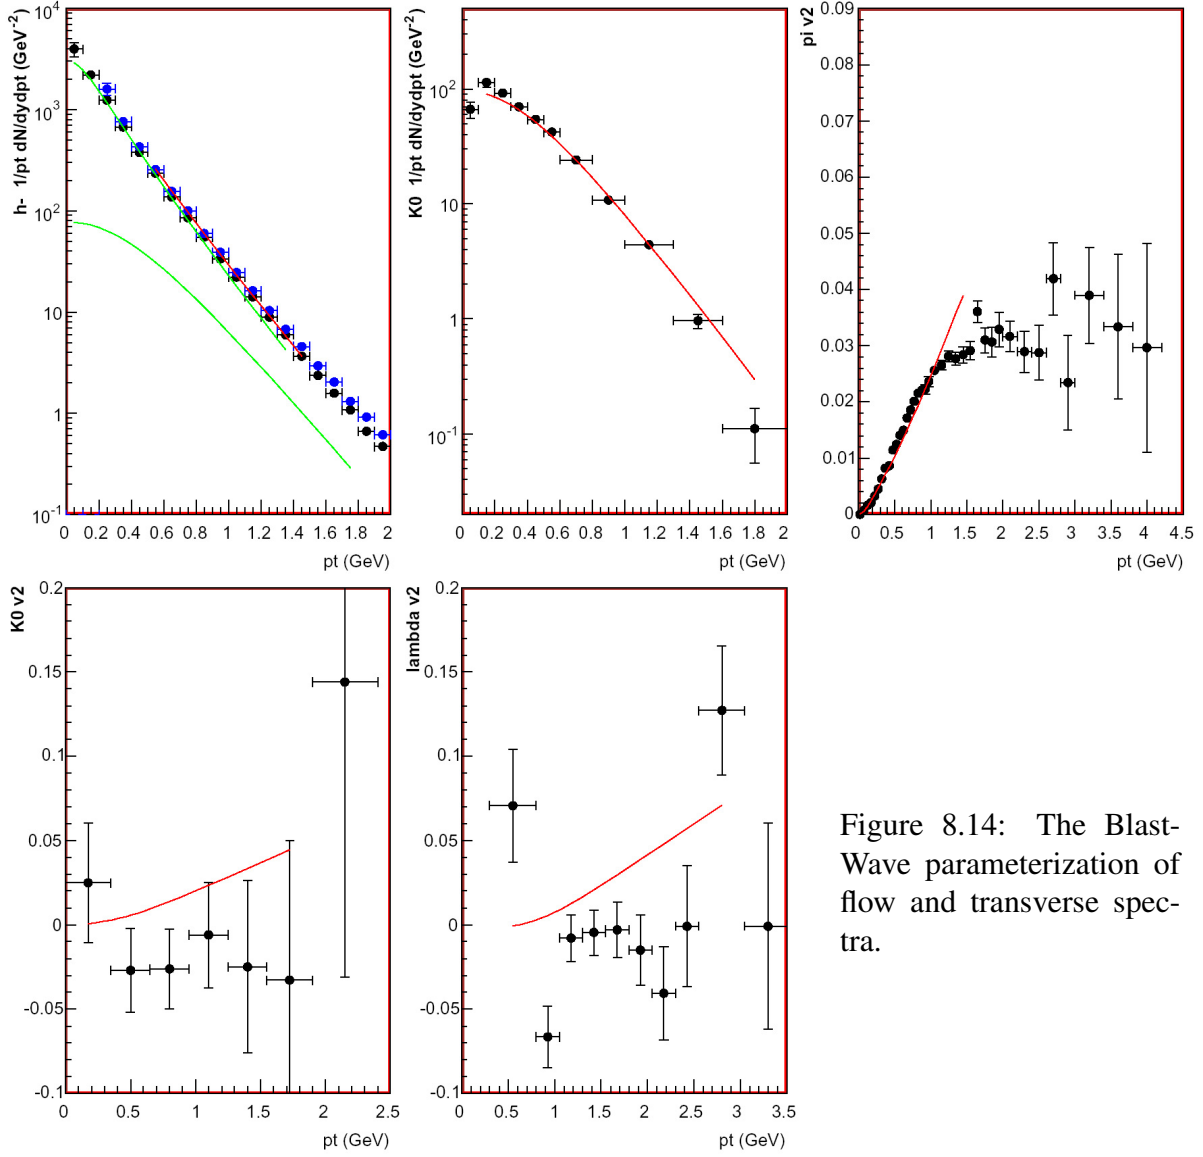 h- 1/pt dN/dydpt (GeV⁻²)
10⁴
10³
10²
10
1
10⁻¹
0 0.2 0.4 0.6 0.8 1 1.2 1.4 1.6 1.8 2
pt (GeV)
K0 1/pt dN/dydpt (GeV⁻²)
10²
10
1
10⁻¹
0 0.2 0.4 0.6 0.8 1 1.2 1.4 1.6 1.8 2
pt (GeV)
pi v2
0.09
0.08
0.07
0.06
0.05
0.04
0.03
0.02
0.01
0
0 0.5 1 1.5 2 2.5 3 3.5 4 4.5
pt (GeV)
K0 v2
0.2
0.15
0.1
0.05
0
-0.05
-0.1
0 0.5 1 1.5 2 2.5
pt (GeV)
lambda v2
0.2
0.15
0.1
0.05
0
-0.05
-0.1
0 0.5 1 1.5 2 2.5 3 3.5
pt (GeV)
Figure 8.14: The Blast-
Wave parameterization of
flow and transverse spec-
tra.